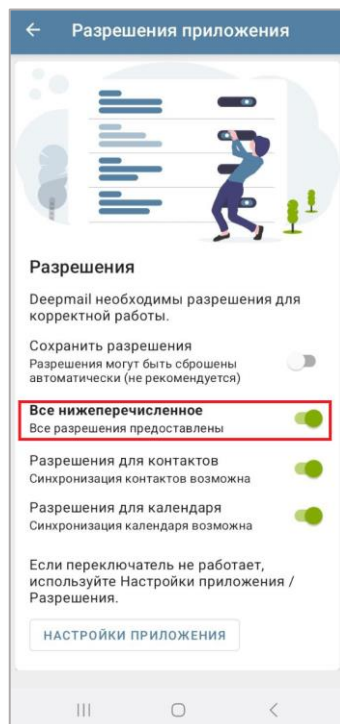 Разрешения приложения
Разрешения
Deepmail необходимы разрешения для
корректной работы.
Сохранить разрешения
Разрешения могут быть сброшены
автоматически (не рекомендуется)
Все нижеперечисленное
Все разрешения предоставлены
Разрешения для контактов
Синхронизация контактов возможна
Разрешения для календаря
Синхронизация календаря возможна
Если переключатель не работает,
используйте Настройки приложения /
Разрешения.
НАСТРОЙКИ ПРИЛОЖЕНИЯ